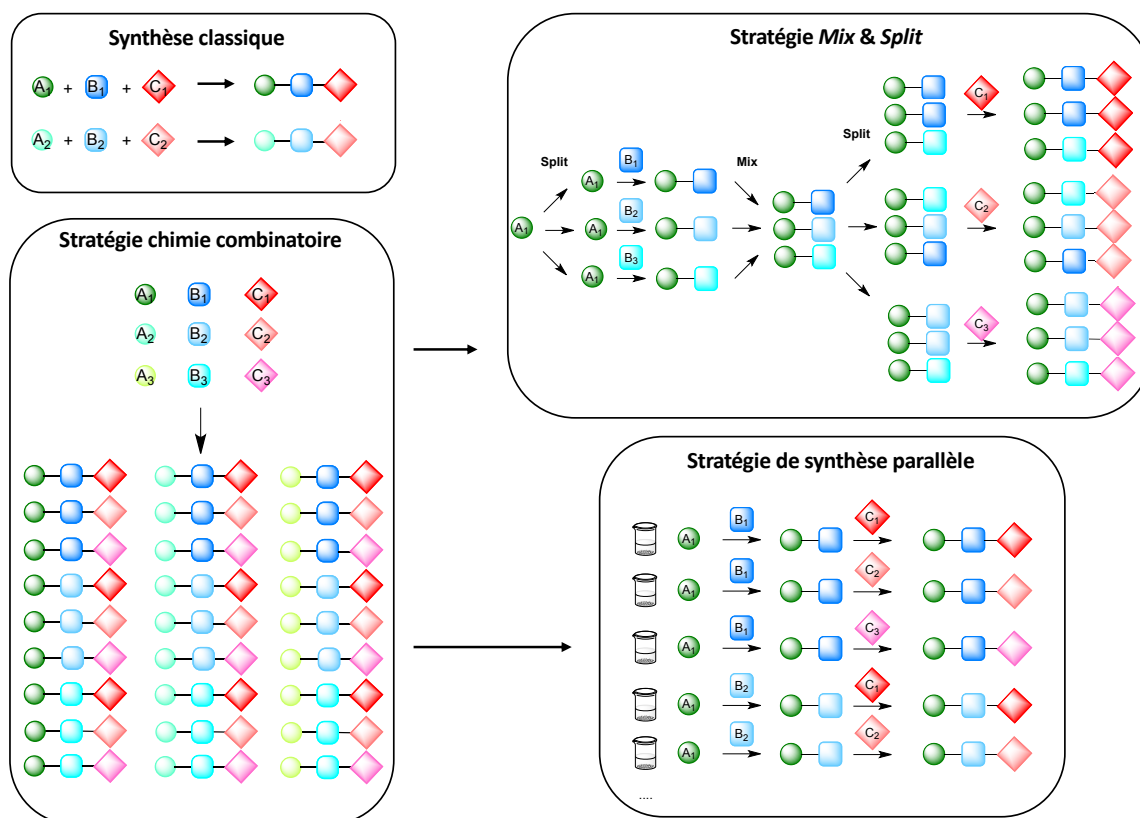 Synthèse classique
A1 + B1 + C1
A2 + B2 + C2
Stratégie chimie combinatoire
A1 B1 C1
A2 B2 C2
A3 B3 C3
Stratégie Mix & Split
C1
Split
B1
Split
Mix
A1
B2
C2
A1
A1
B3
A1
C3
Stratégie de synthèse parallèle
A1 B1 C1
A1 B1 C2
A1 B1 C3
A1 B2 C1
A1 B2 C2
....